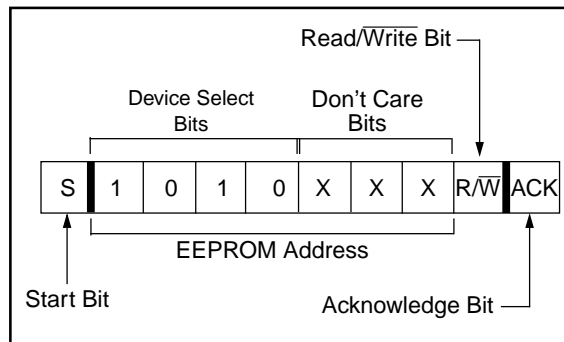 Read/Write Bit
Device Select
Bits
Don't Care
Bits
S 1 0 1 0 X X X R/W ACK
EEPROM Address
Start Bit
Acknowledge Bit